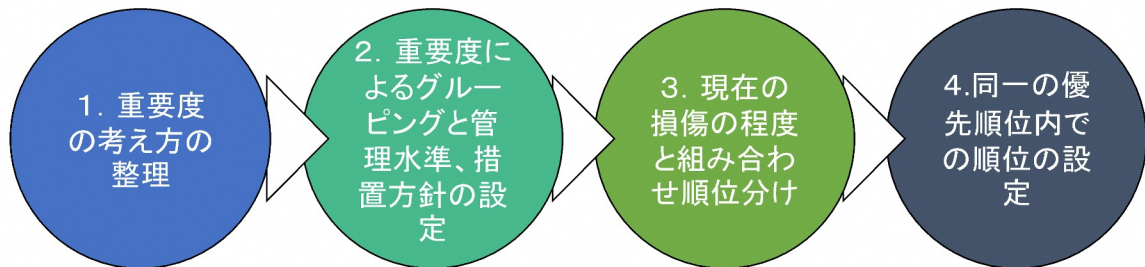 1．重要度
の考え方の
整理
2．重要度に
よるグルー
ピングと管
理水準、措
置方針の設
定
3．現在の
損傷の程度
と組み合わ
せ順位分け
4.同一の優
先順位内で
の順位の設
定